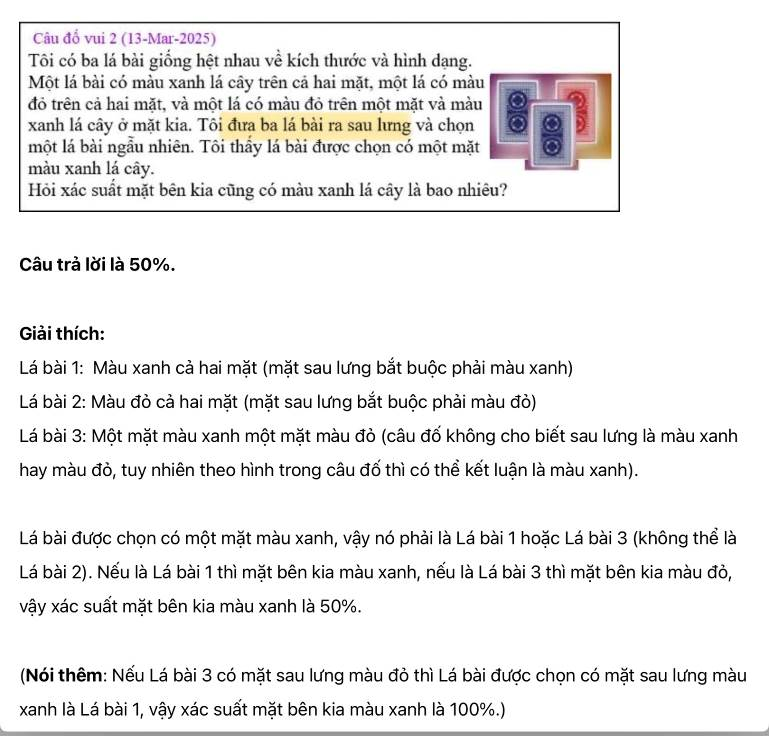 Câu đố vui 2 (13-Mar-2025)
Tôi có ba lá bài giống hệt nhau về kích thước và hình dạng.
Một lá bài có màu xanh lá cây trên cả hai mặt, một lá có màu
đỏ trên cả hai mặt, và một lá có màu đỏ trên một mặt và màu
xanh lá cây ở mặt kia. Tôi đưa ba lá bài ra sau lưng và chọn
một lá bài ngẫu nhiên. Tôi thấy lá bài được chọn có một mặt
màu xanh lá cây.
Hỏi xác suất mặt bên kia cũng có màu xanh lá cây là bao nhiêu?
Câu trả lời là 50%.
Giải thích:
Lá bài 1: Màu xanh cả hai mặt (mặt sau lưng bắt buộc phải màu xanh)
Lá bài 2: Màu đỏ cả hai mặt (mặt sau lưng bắt buộc phải màu đỏ)
Lá bài 3: Một mặt màu xanh một mặt màu đỏ (câu đố không cho biết sau lưng là màu xanh
hay màu đỏ, tuy nhiên theo hình trong câu đố thì có thể kết luận là màu xanh).
Lá bài được chọn có một mặt màu xanh, vậy nó phải là Lá bài 1 hoặc Lá bài 3 (không thể là
Lá bài 2). Nếu là Lá bài 1 thì mặt bên kia màu xanh, nếu là Lá bài 3 thì mặt bên kia màu đỏ,
vậy xác suất mặt bên kia màu xanh là 50%.
(Nói thêm: Nếu Lá bài 3 có mặt sau lưng màu đỏ thì Lá bài được chọn có mặt sau lưng màu
xanh là Lá bài 1, vậy xác suất mặt bên kia màu xanh là 100%.)